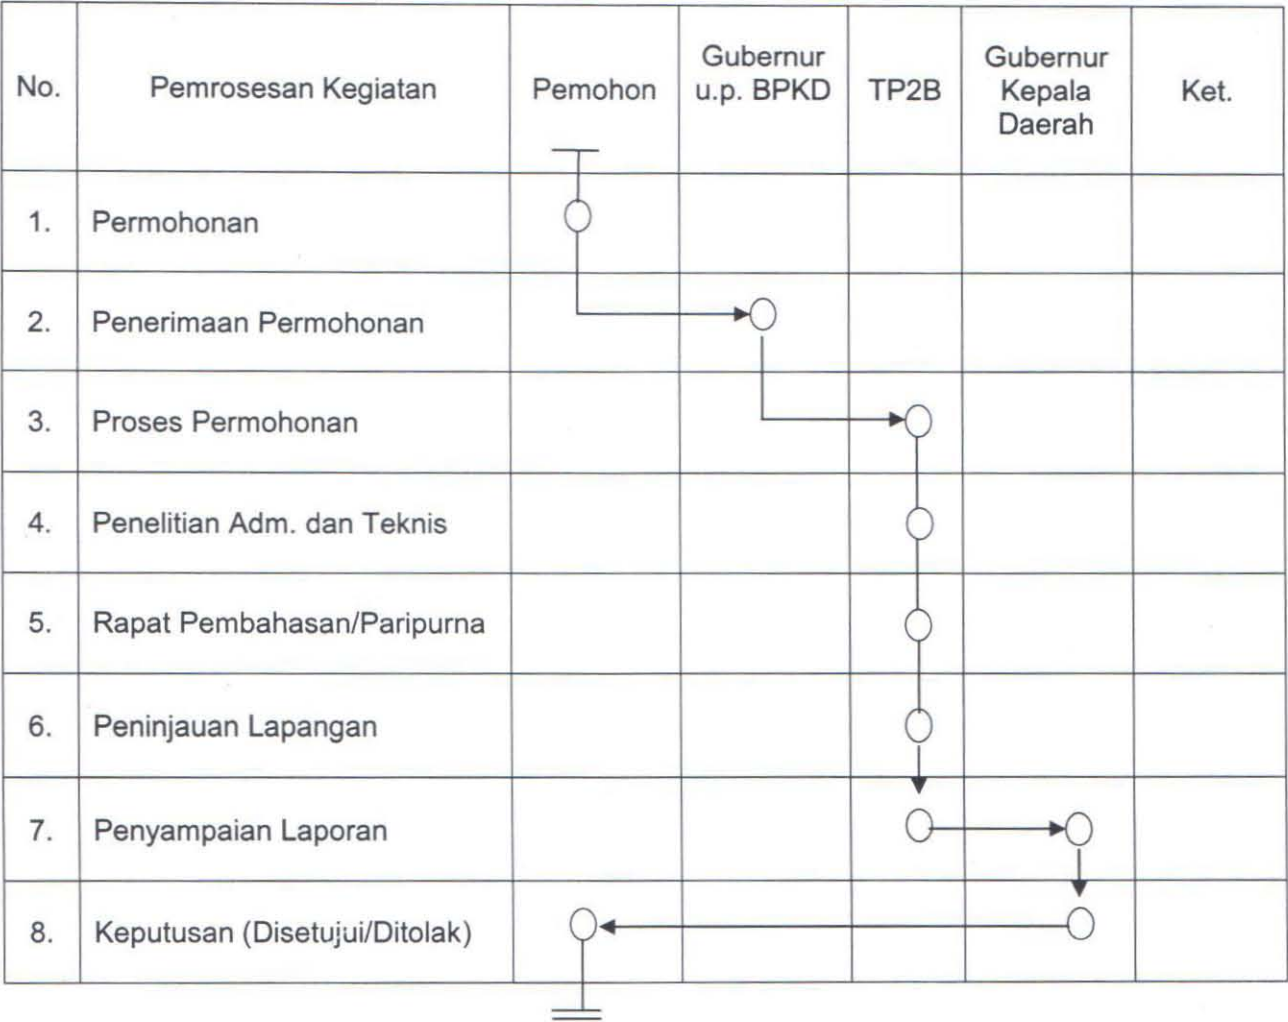 No. Pemrosesan Kegiatan Pemohon Gubernur u.p. BPKD TP2B Gubernur Kepala Daerah Ket.
1. Permohonan
2. Penerimaan Permohonan
3. Proses Permohonan
4. Penelitian Adm. dan Teknis
5. Rapat Pembahasan/Paripurna
6. Peninjauan Lapangan
7. Penyampaian Laporan
8. Keputusan (Disetujui/Ditolak)